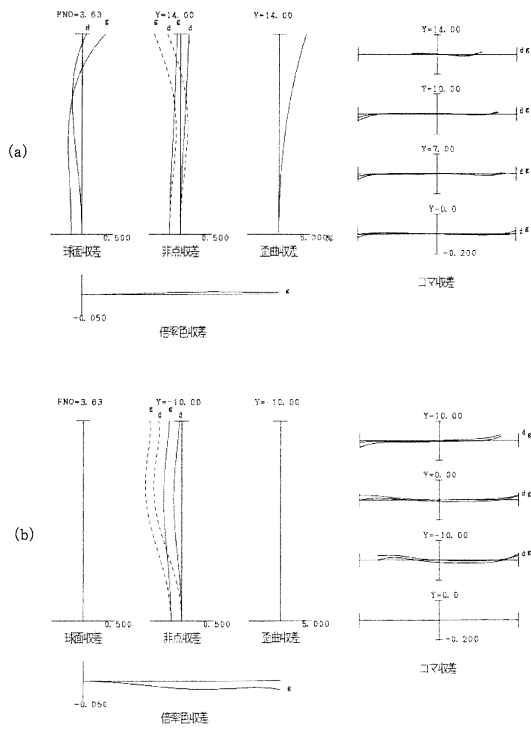 (a)
FNO=3.63
d g
0.500
球面収差
Y=14.00
g d g d
0.500
非点収差
Y=14.00
5.000%
歪曲収差
Y=14.00
d g
Y=10.00
d g
Y=7.00
d g
Y=0.0
d g
-0.200
コマ収差
g
-0.050
倍率色収差
(b)
FNO=3.63
0.500
球面収差
Y=-10.00
g d g d
0.500
非点収差
Y=-10.00
5.000
歪曲収差
Y=10.00
d g
Y=0.00
d g
Y=-10.00
d g
Y=0.0
-0.200
コマ収差
g
-0.050
倍率色収差